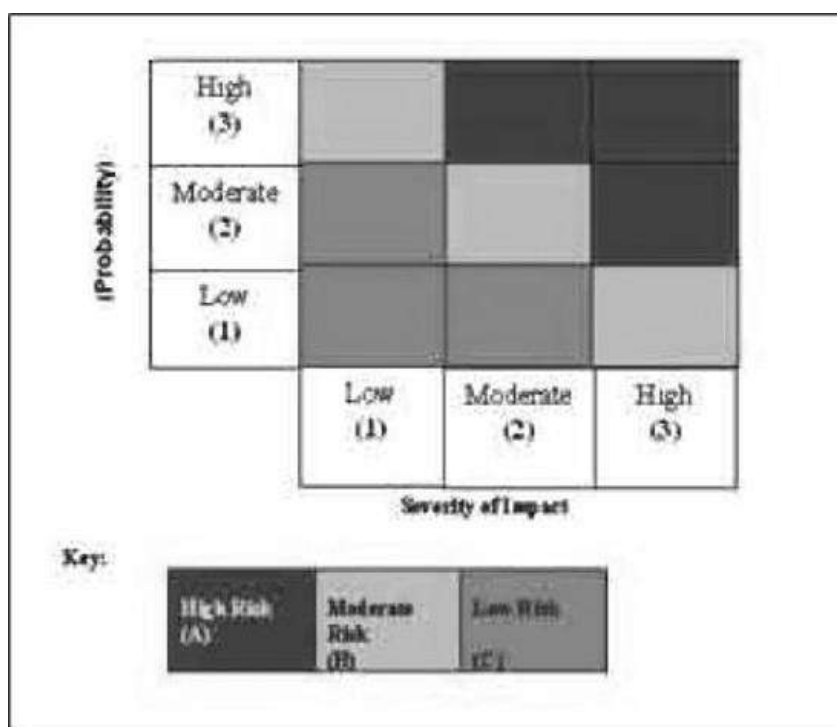 High
(3)
(Probability)
Moderate
(2)
Low
(1)
Low
(1)
Moderate
(2)
High
(3)
Severity of Impact
Key:
High Risk
(A)
Moderate
Risk
(B)
Low Risk
(C)